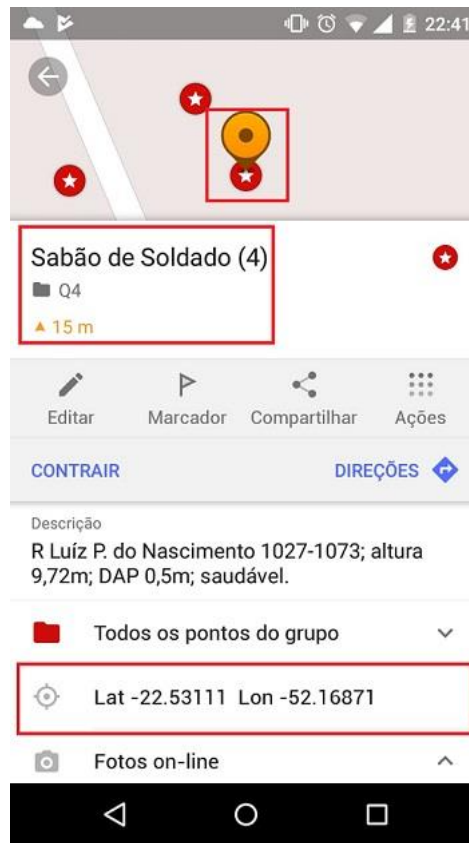 22:41
Sabão de Soldado (4)
Q4
15 m
Editar Marcador Compartilhar Ações
CONTRAIR DIREÇÕES
Descrição
R Luíz P. do Nascimento 1027-1073; altura
9,72m; DAP 0,5m; saudável.
Todos os pontos do grupo
Lat -22.53111 Lon -52.16871
Fotos on-line